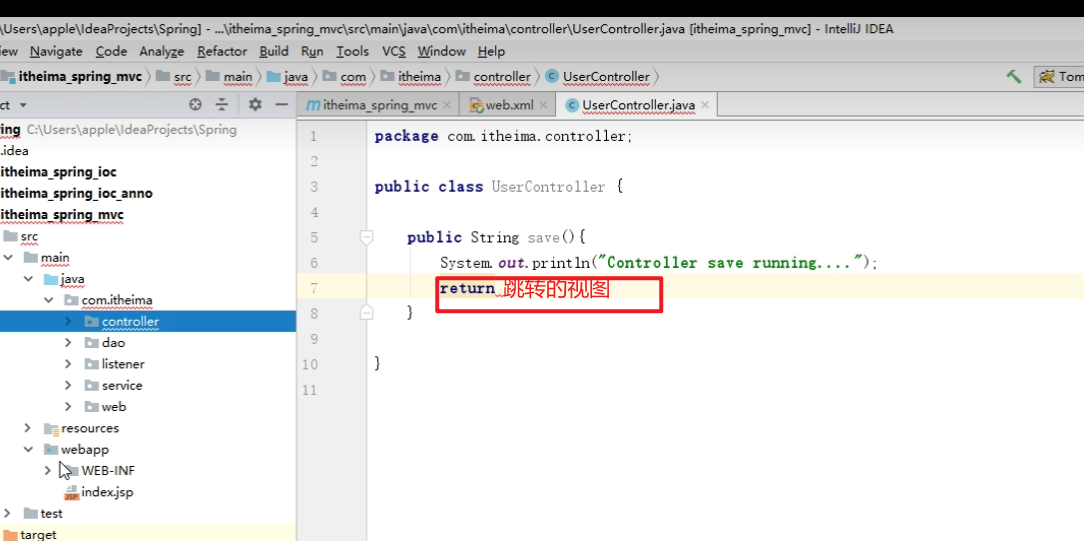 \Users\apple\IdeaProjects\Spring] - ...\itheima_spring_mvc\src\main\java\com\itheima\controller\UserController.java [itheima_spring_mvc] - IntelliJ IDEA
iew Navigate Code Analyze Refactor Build Run Tools VCS Window Help
itheima_spring_mvc src main java com itheima controller UserController Tom
ct itheima_spring_mvc web.xml UserController.java
ing C:\Users\apple\IdeaProjects\Spring
.idea
itheima_spring_ioc
itheima_spring_ioc_anno
itheima_spring_mvc
src
main
java
com.itheima
controller
dao
listener
service
web
resources
webapp
WEB-INF
index.jsp
test
target
1 package com.itheima.controller;
2
3 public class UserController {
4
5 public String save(){
6 System.out.println("Controller save running....");
7 return 跳转的视图
8 }
9
10 }
11